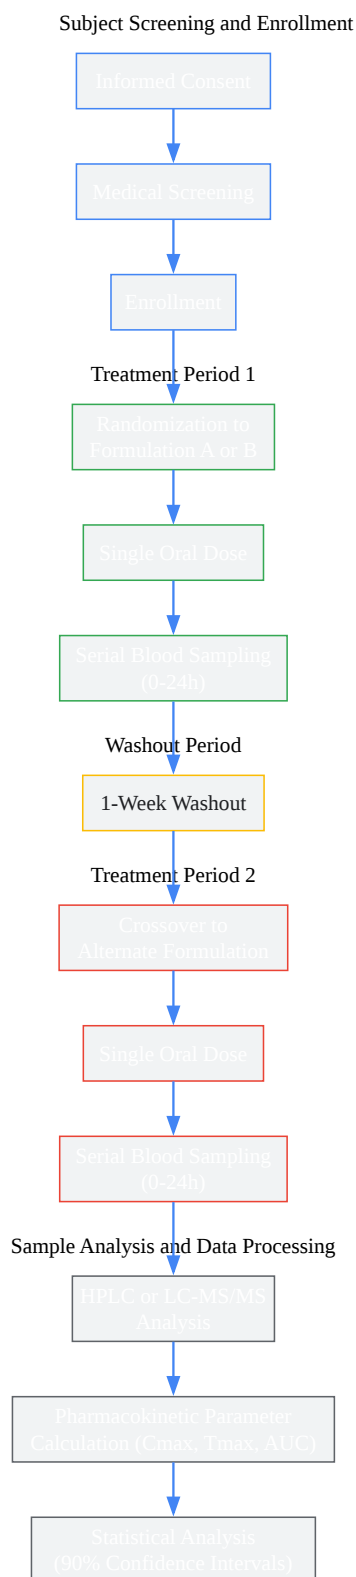 Subject Screening and Enrollment
Informed Consent
Medical Screening
Enrollment
Treatment Period 1
Randomization to
Formulation A or B
Single Oral Dose
Serial Blood Sampling
(0-24h)
Washout Period
1-Week Washout
Treatment Period 2
Crossover to
Alternate Formulation
Single Oral Dose
Serial Blood Sampling
(0-24h)
Sample Analysis and Data Processing
HPLC or LC-MS/MS
Analysis
Pharmacokinetic Parameter
Calculation (Cmax, Tmax, AUC)
Statistical Analysis
(90% Confidence Intervals)